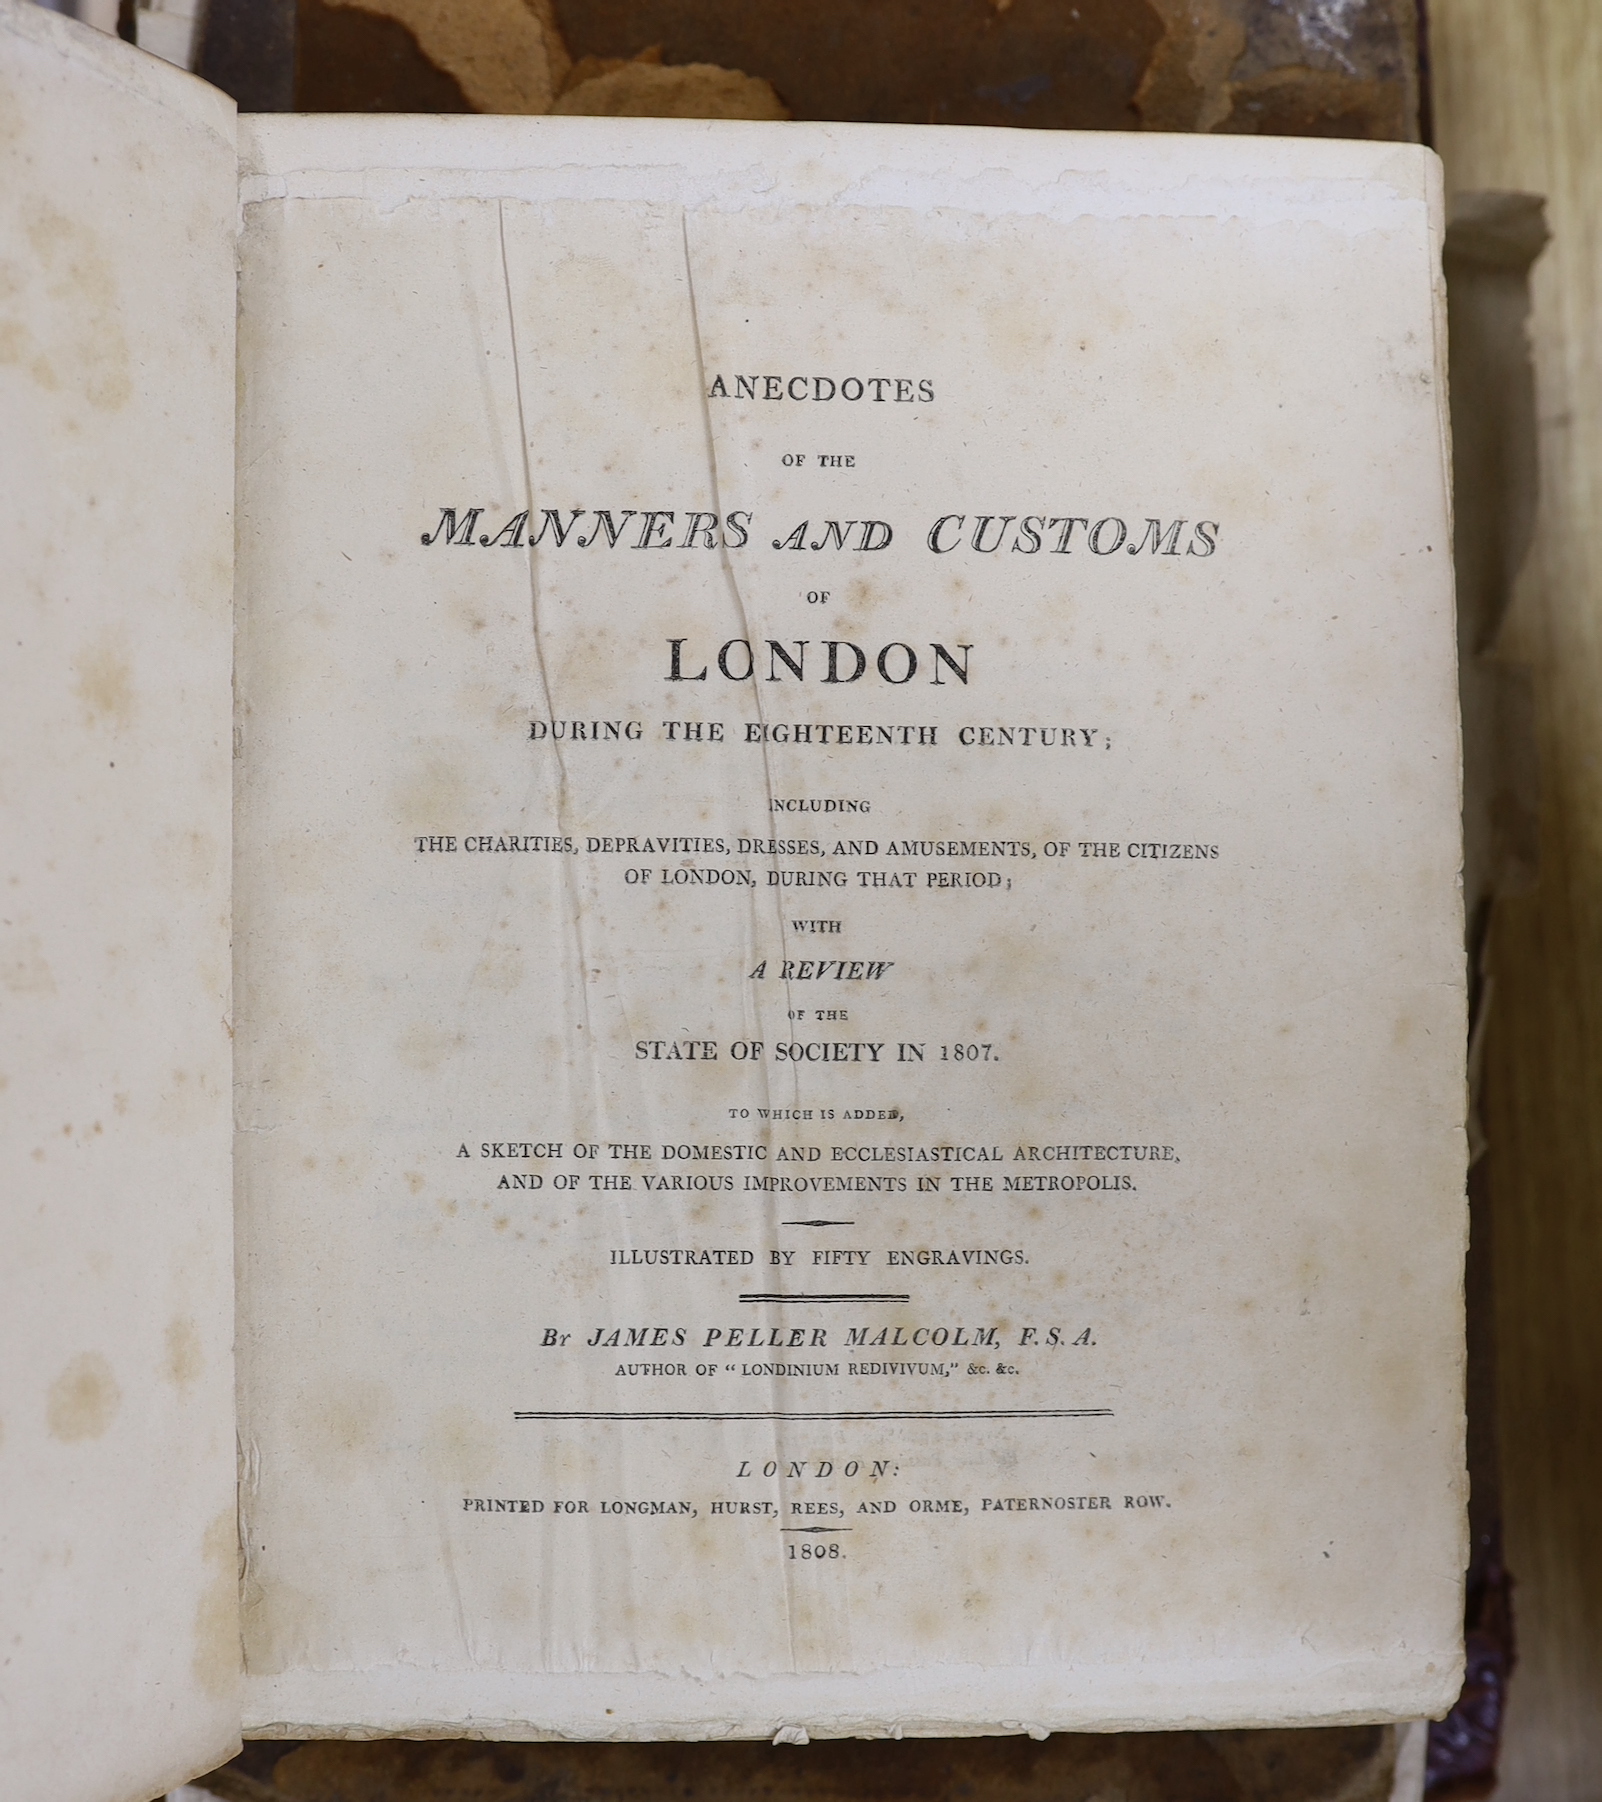 ANECDOTES
OF THE
MANNERS AND CUSTOMS
OF
LONDON
DURING THE EIGHTEENTH CENTURY;
INCLUDING
THE CHARITIES, DEPRAVITIES, DRESSES, AND AMUSEMENTS, OF THE CITIZENS
OF LONDON, DURING THAT PERIOD;
WITH
A REVIEW
OF THE
STATE OF SOCIETY IN 1807.
TO WHICH IS ADDED,
A SKETCH OF THE DOMESTIC AND ECCLESIASTICAL ARCHITECTURE,
AND OF THE VARIOUS IMPROVEMENTS IN THE METROPOLIS.
ILLUSTRATED BY FIFTY ENGRAVINGS.
By JAMES PELLER MALCOLM, F.S.A.
AUTHOR OF "LONDINIUM REDIVIVUM," &c. &c.
LONDON:
PRINTED FOR LONGMAN, HURST, REES, AND ORME, PATERNOSTER ROW.
1808.